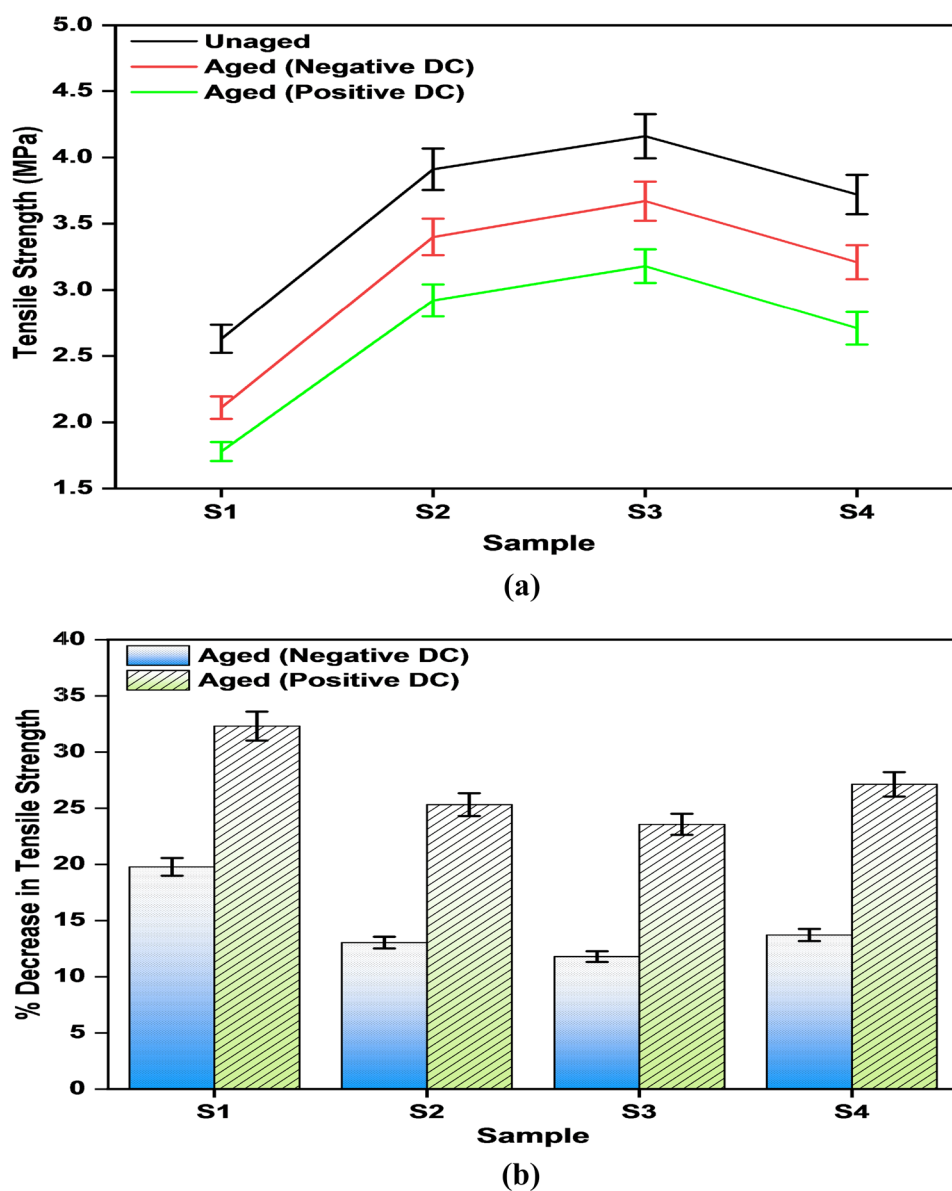 5.0
Unaged
Aged (Negative DC)
Aged (Positive DC)
4.5
4.0
3.5
3.0
2.5
2.0
1.5
Tensile Strength (MPa)
S1 S2 S3 S4
Sample
(a)
40
Aged (Negative DC)
Aged (Positive DC)
35
30
25
20
15
10
5
0
% Decrease in Tensile Strength
S1 S2 S3 S4
Sample
(b)